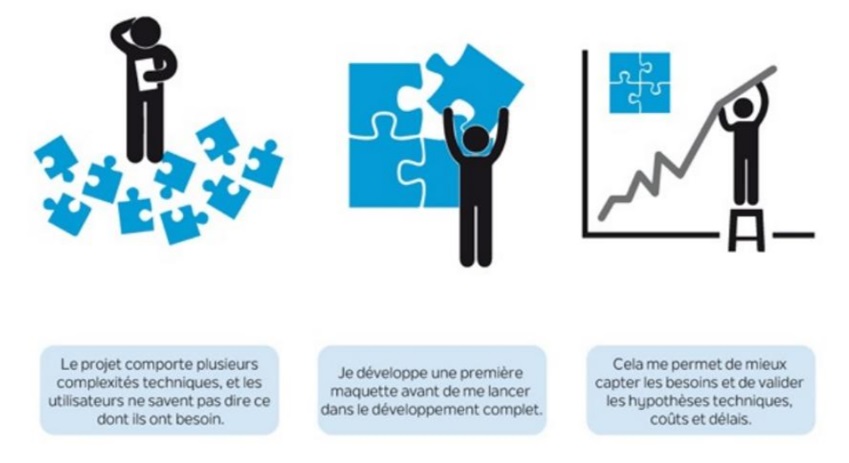 Le projet comporte plusieurs
complexités techniques, et les
utilisateurs ne savent pas dire ce
dont ils ont besoin.
Je développe une première
maquette avant de me lancer
dans le développement complet.
Cela me permet de mieux
capter les besoins et de valider
les hypothèses techniques,
coûts et délais.